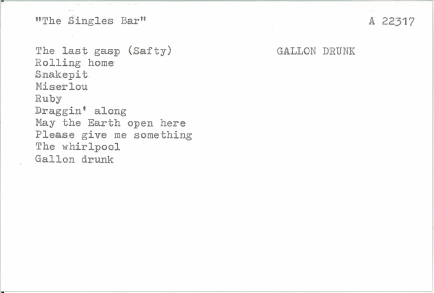 "The Singles Bar" A 22317
The last gasp (Safty) GALLON DRUNK
Rolling home
Snakepit
Miserlou
Ruby
Draggin' along
May the Earth open here
Please give me something
The whirlpool
Gallon drunk